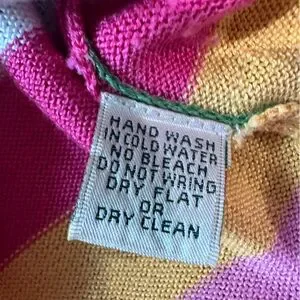 HAND WASH
IN COLD WATER
NO BLEACH
DO NOT WRING
DRY FLAT
OR
DRY CLEAN